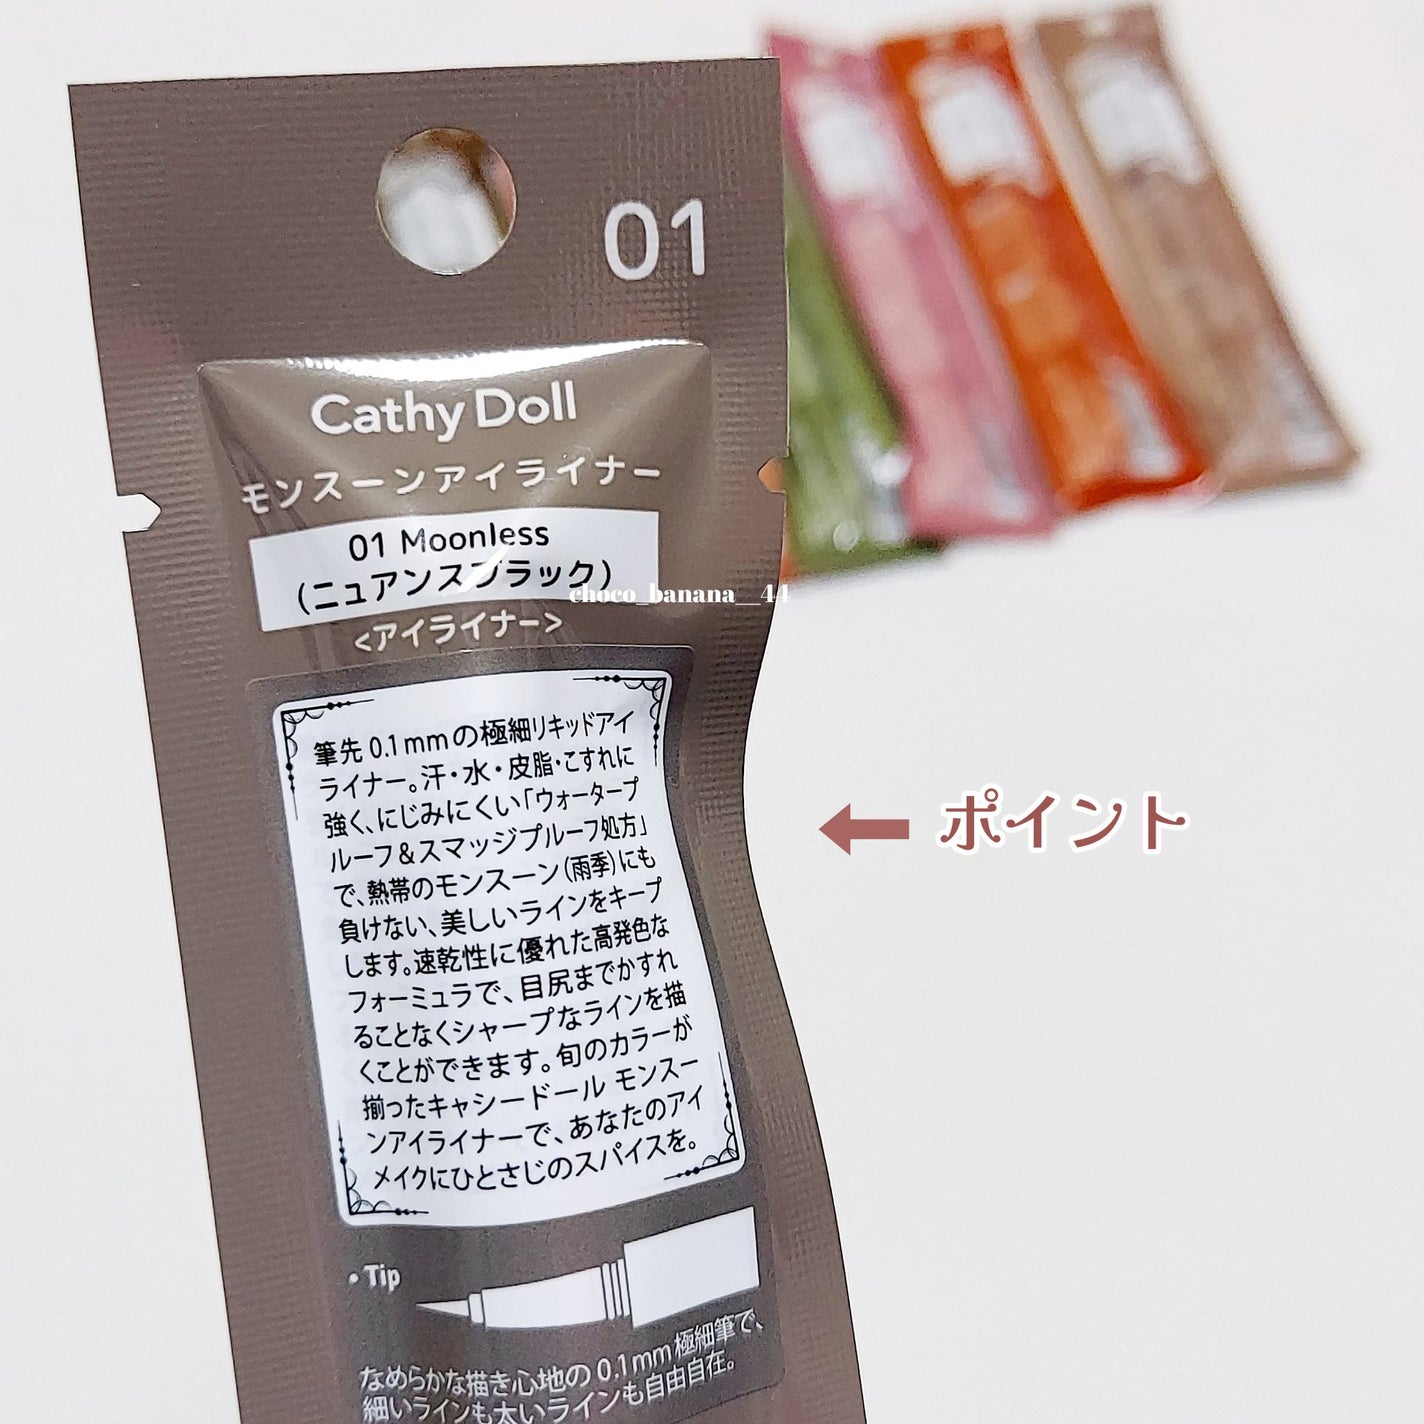 01
Cathy Doll
モンスーンアイライナー
01 Moonless
(ニュアンスブラック)
choco_banana__44
<アイライナー>
筆先0.1mmの極細リキッドアイ
ライナー。汗・水・皮脂・こすれに
強く、にじみにくい「ウォータープ
ルーフ&スマッジプルーフ処方」
で、熱帯のモンスーン(雨季)にも
負けない、美しいラインをキープ
します。速乾性に優れた高発色な
フォーミュラで、目尻までかすれ
ることなくシャープなラインを描
くことができます。旬のカラーが
揃ったキャシードール モンスー
ンアイライナーで、あなたのアイ
メイクにひとさじのスパイスを。
ポイント
・Tip
なめらかな描き心地の0.1mm極細筆で、
細いラインも太いラインも自由自在。